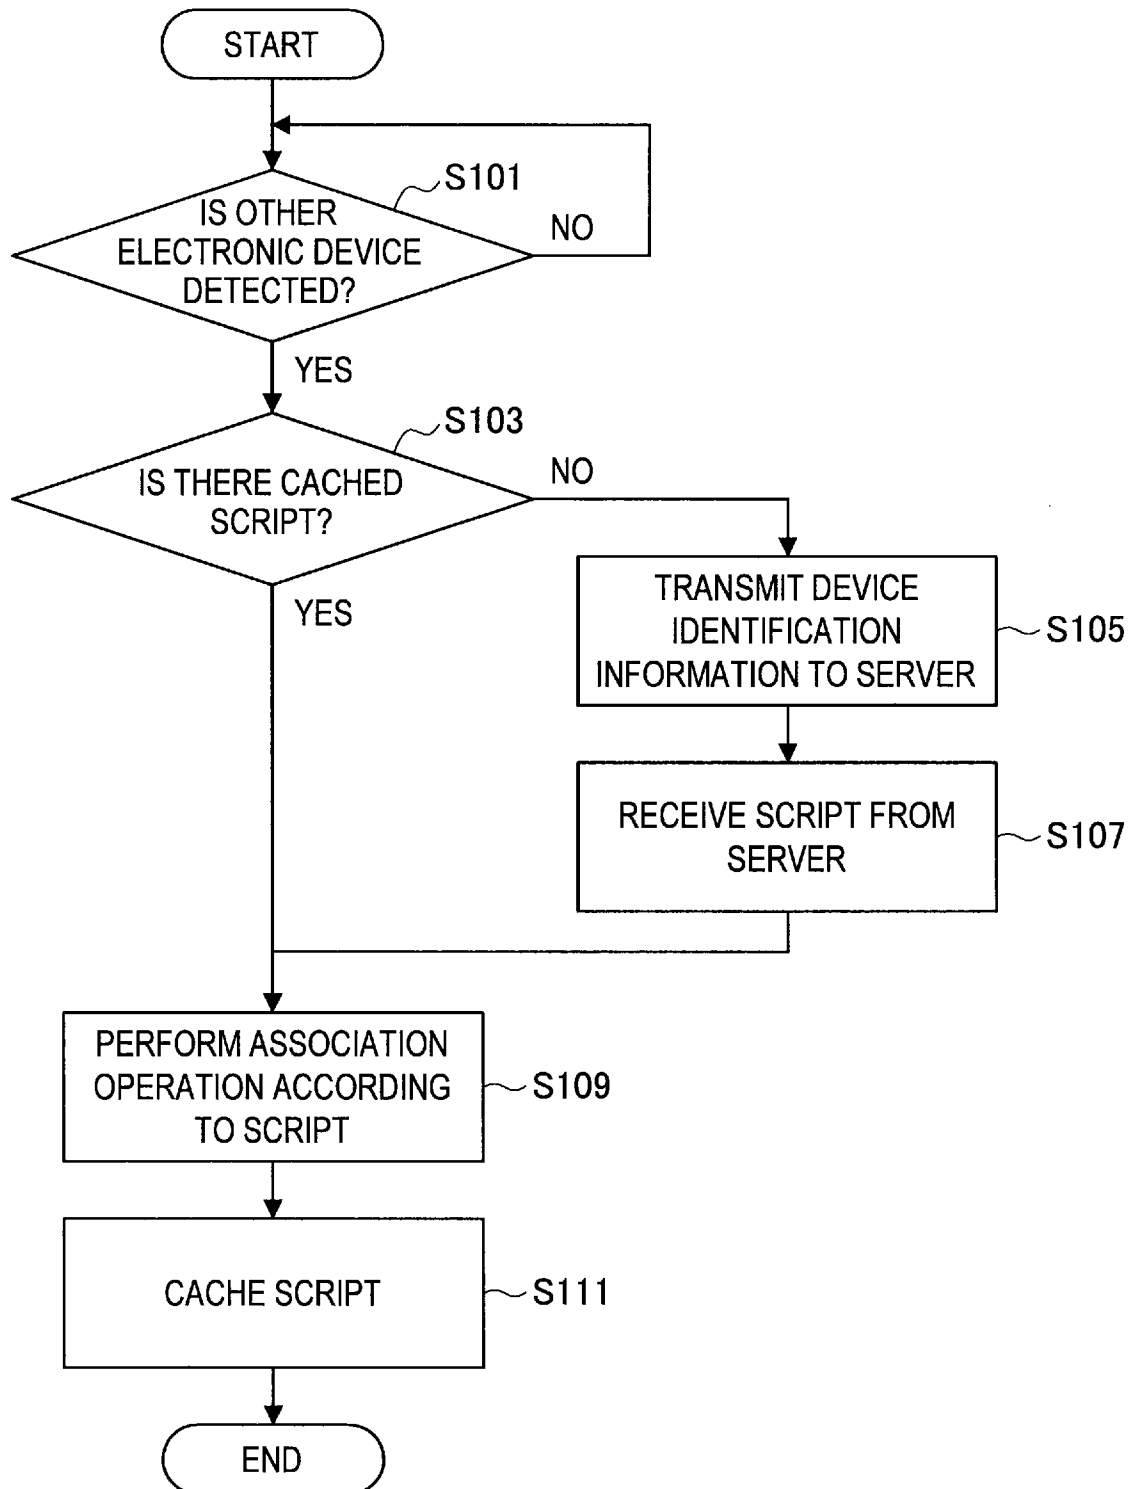 START
S101
IS OTHER
ELECTRONIC DEVICE
DETECTED?
NO
YES
S103
IS THERE CACHED
SCRIPT?
NO
YES
TRANSMIT DEVICE
IDENTIFICATION
INFORMATION TO SERVER
S105
RECEIVE SCRIPT FROM
SERVER
S107
PERFORM ASSOCIATION
OPERATION ACCORDING
TO SCRIPT
S109
CACHE SCRIPT
S111
END